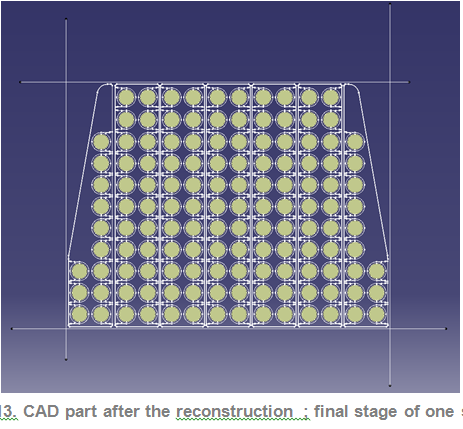 13. CAD part after the reconstruction ; final stage of one